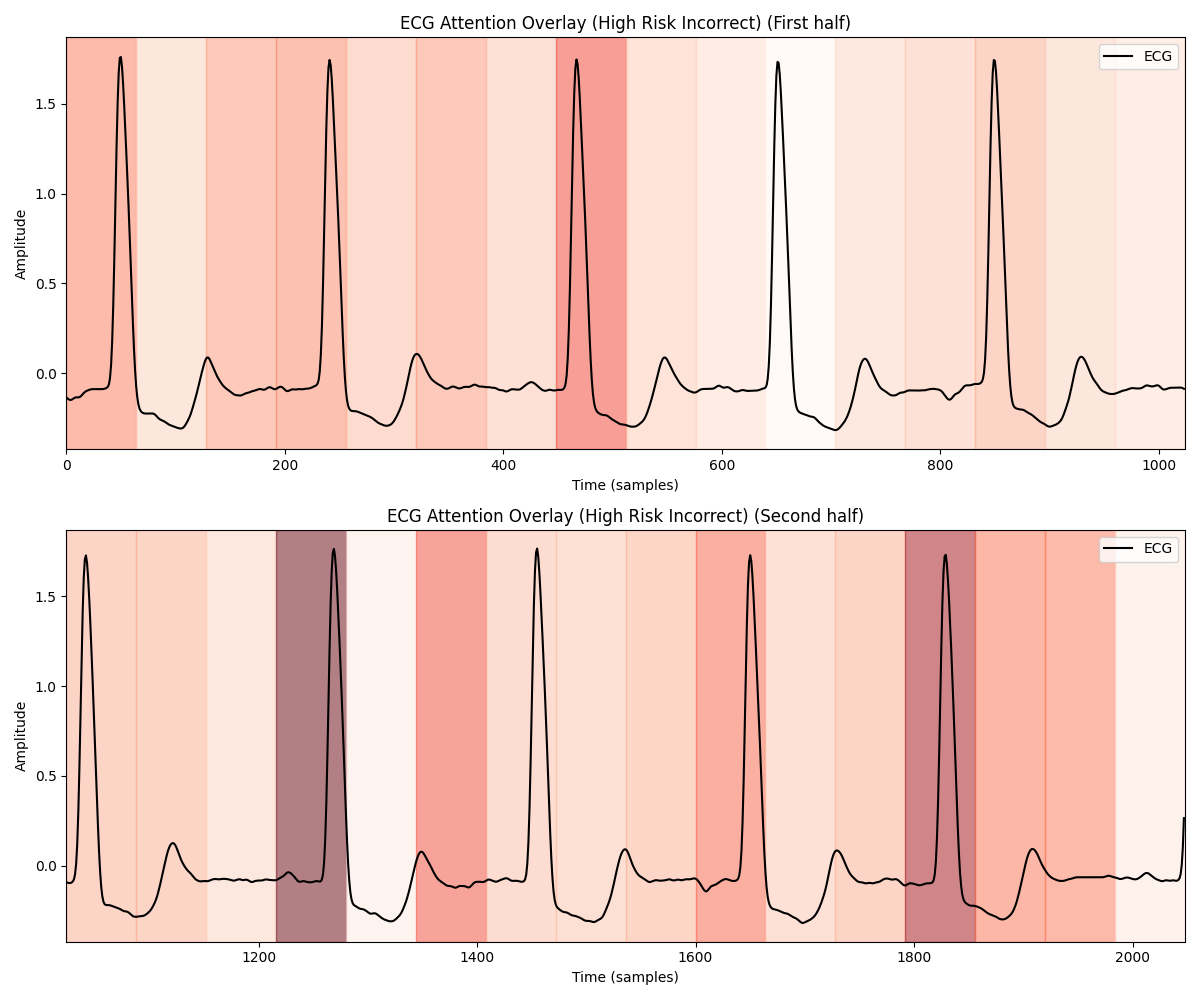 ECG Attention Overlay (High Risk Incorrect) (First half)
ECG
Amplitude
1.5
1.0
0.5
0.0
0 200 400 600 800 1000
Time (samples)
ECG Attention Overlay (High Risk Incorrect) (Second half)
ECG
Amplitude
1.5
1.0
0.5
0.0
1200 1400 1600 1800 2000
Time (samples)